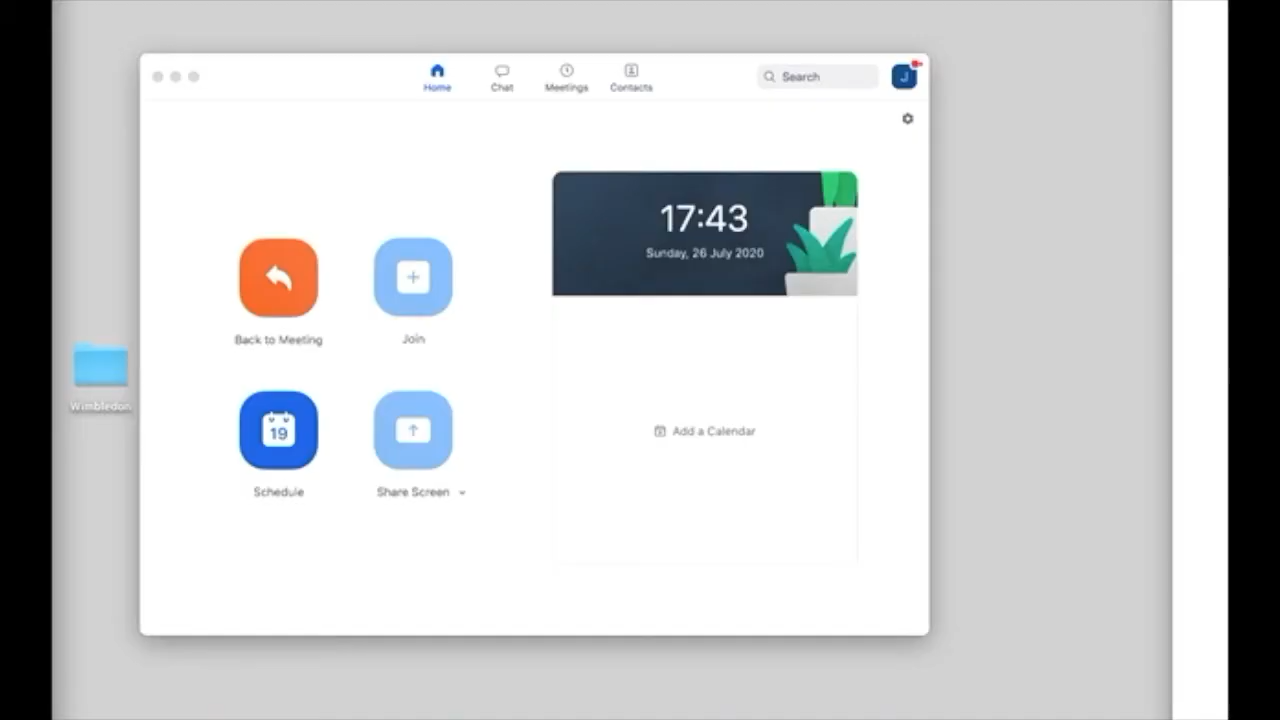 Home
Chat
Meetings
Contacts
Search
J
17:43
Sunday, 26 July 2020
Back to Meeting
Join
Wimbledon
Add a Calendar
19
Schedule
Share Screen